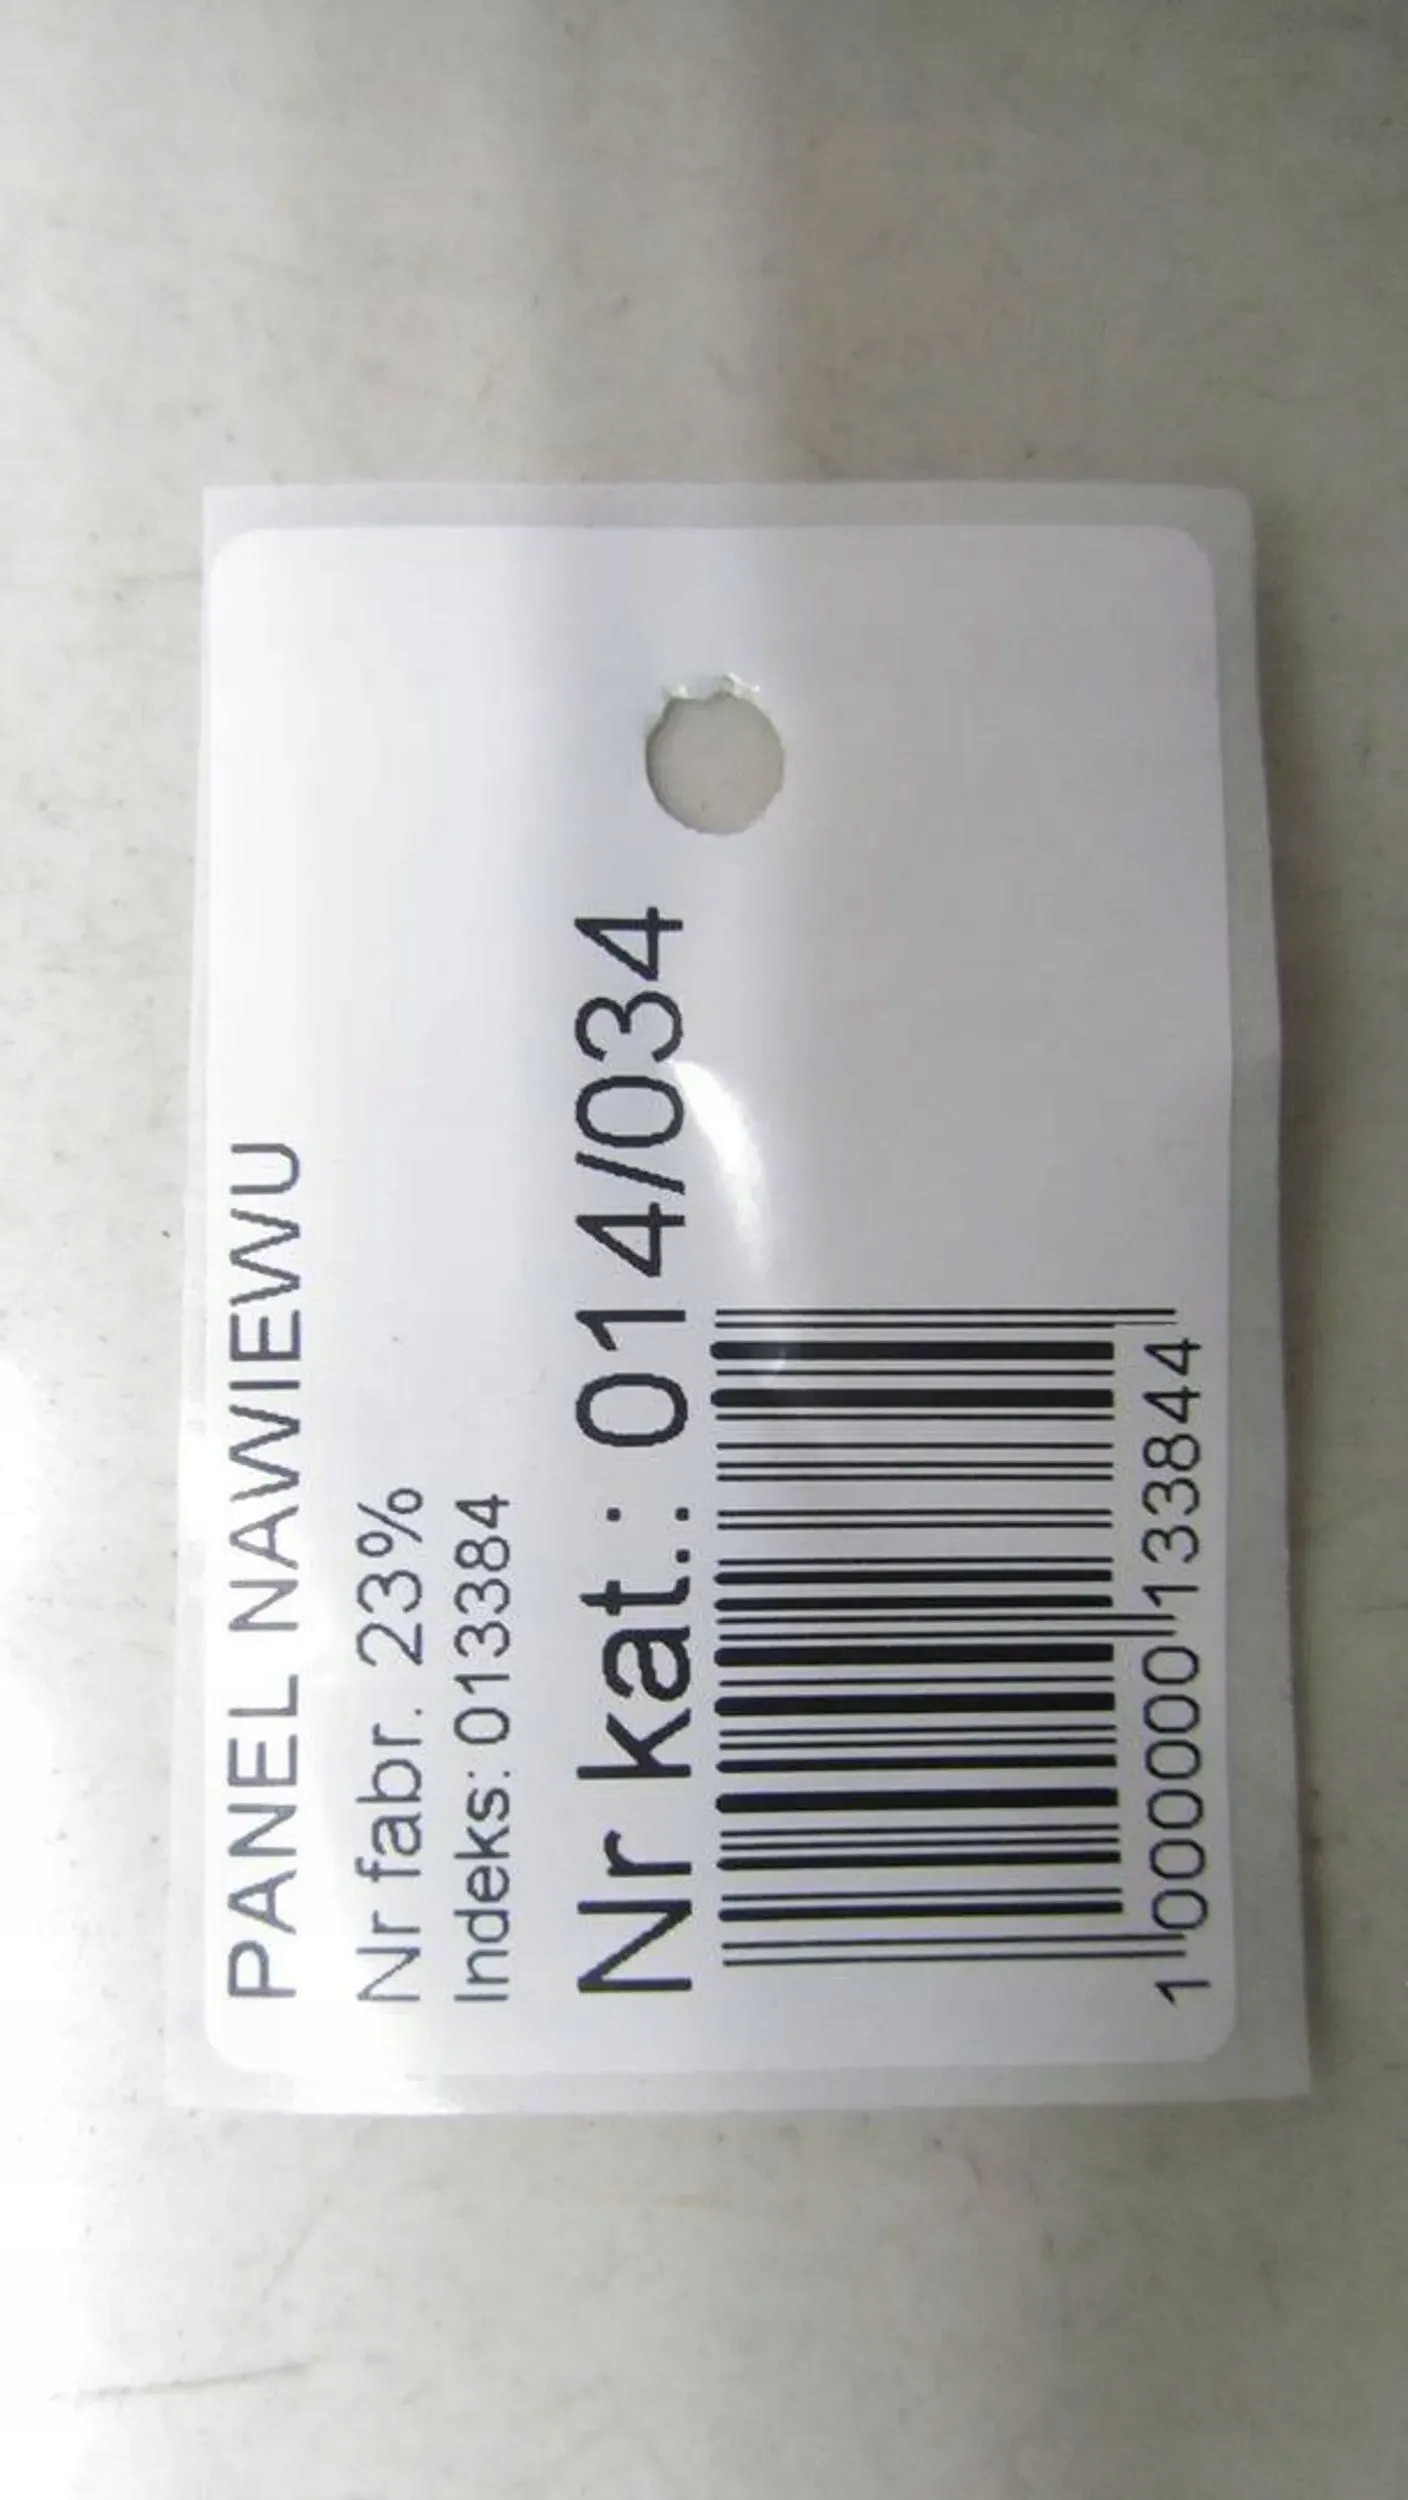 PANEL NAWIEWU
Nr fabr. 23%
Indeks: 013384
Nr kat.: 014/034
1 000000 133844